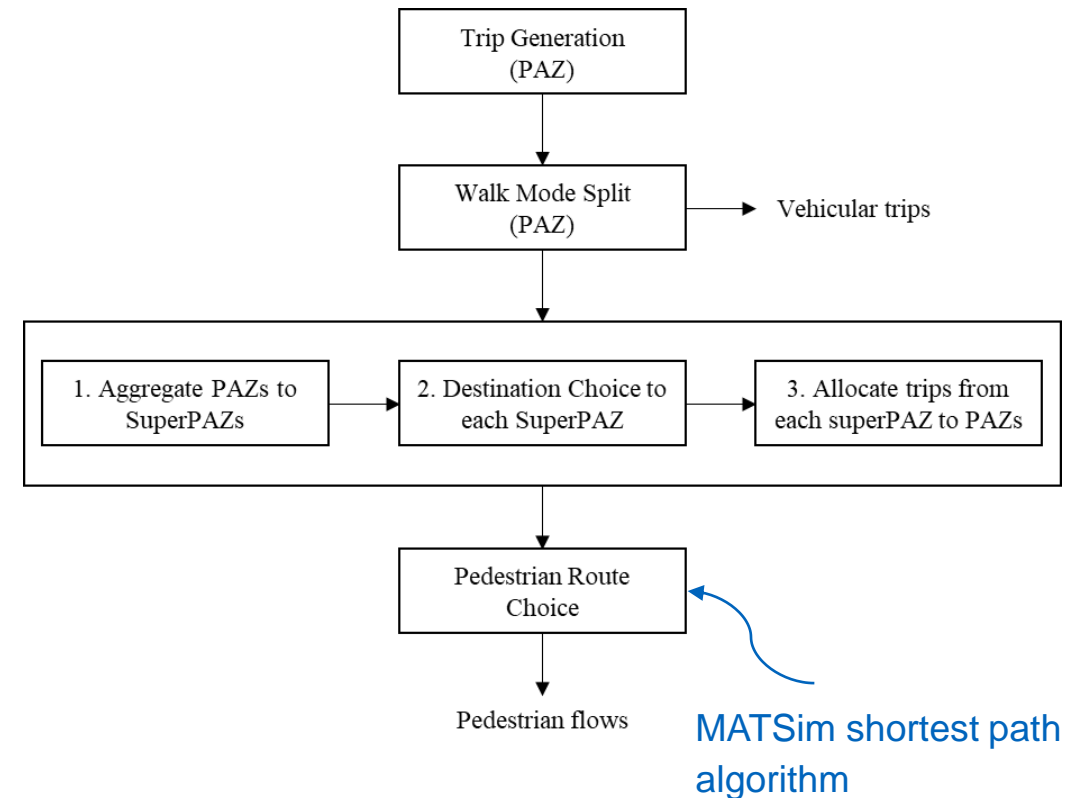 Trip Generation
(PAZ)
Walk Mode Split
(PAZ)
Vehicular trips
1. Aggregate PAZs to
SuperPAZs
2. Destination Choice to
each SuperPAZ
3. Allocate trips from
each superPAZ to PAZs
Pedestrian Route
Choice
Pedestrian flows
MATSim shortest path
algorithm